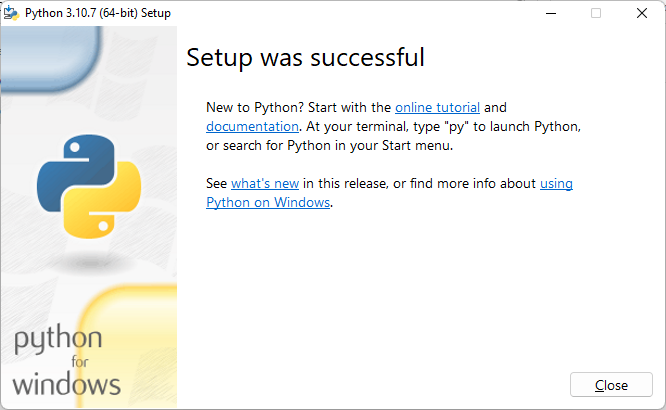 Python 3.10.7 (64-bit) Setup
Setup was successful
New to Python? Start with the online tutorial and
documentation. At your terminal, type "py" to launch Python,
or search for Python in your Start menu.
See what's new in this release, or find more info about using
Python on Windows.
python
for
windows
Close